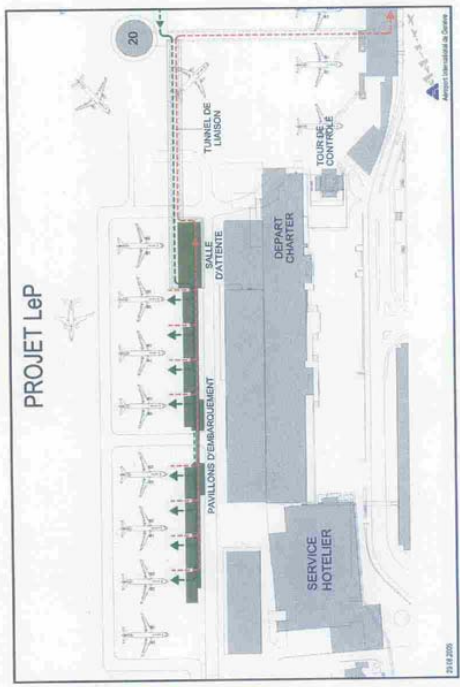 PROJET LeP
20
TUNNEL DE
LIAISON
SALLE
D'ATTENTE
PAVILLONS D'EMBARQUEMENT
TOUR DE
CONTROLE
DEPART
CHARTER
SERVICE
HOTELIER
Aéroport International de Genève